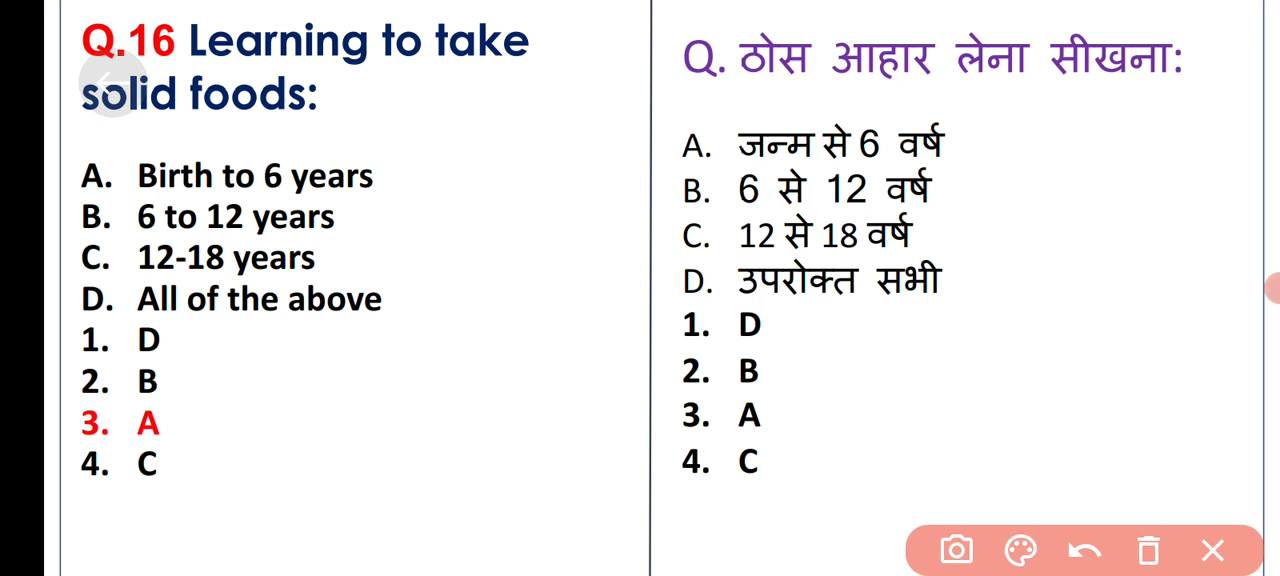 Q.16 Learning to take
solid foods:
A. Birth to 6 years
B. 6 to 12 years
C. 12-18 years
D. All of the above
1. D
2. B
3. A
4. C
Q. ठोस आहार लेना सीखना:
A. जन्म से 6 वर्ष
B. 6 से 12 वर्ष
C. 12 से 18 वर्ष
D. उपरोक्त सभी
1. D
2. B
3. A
4. C